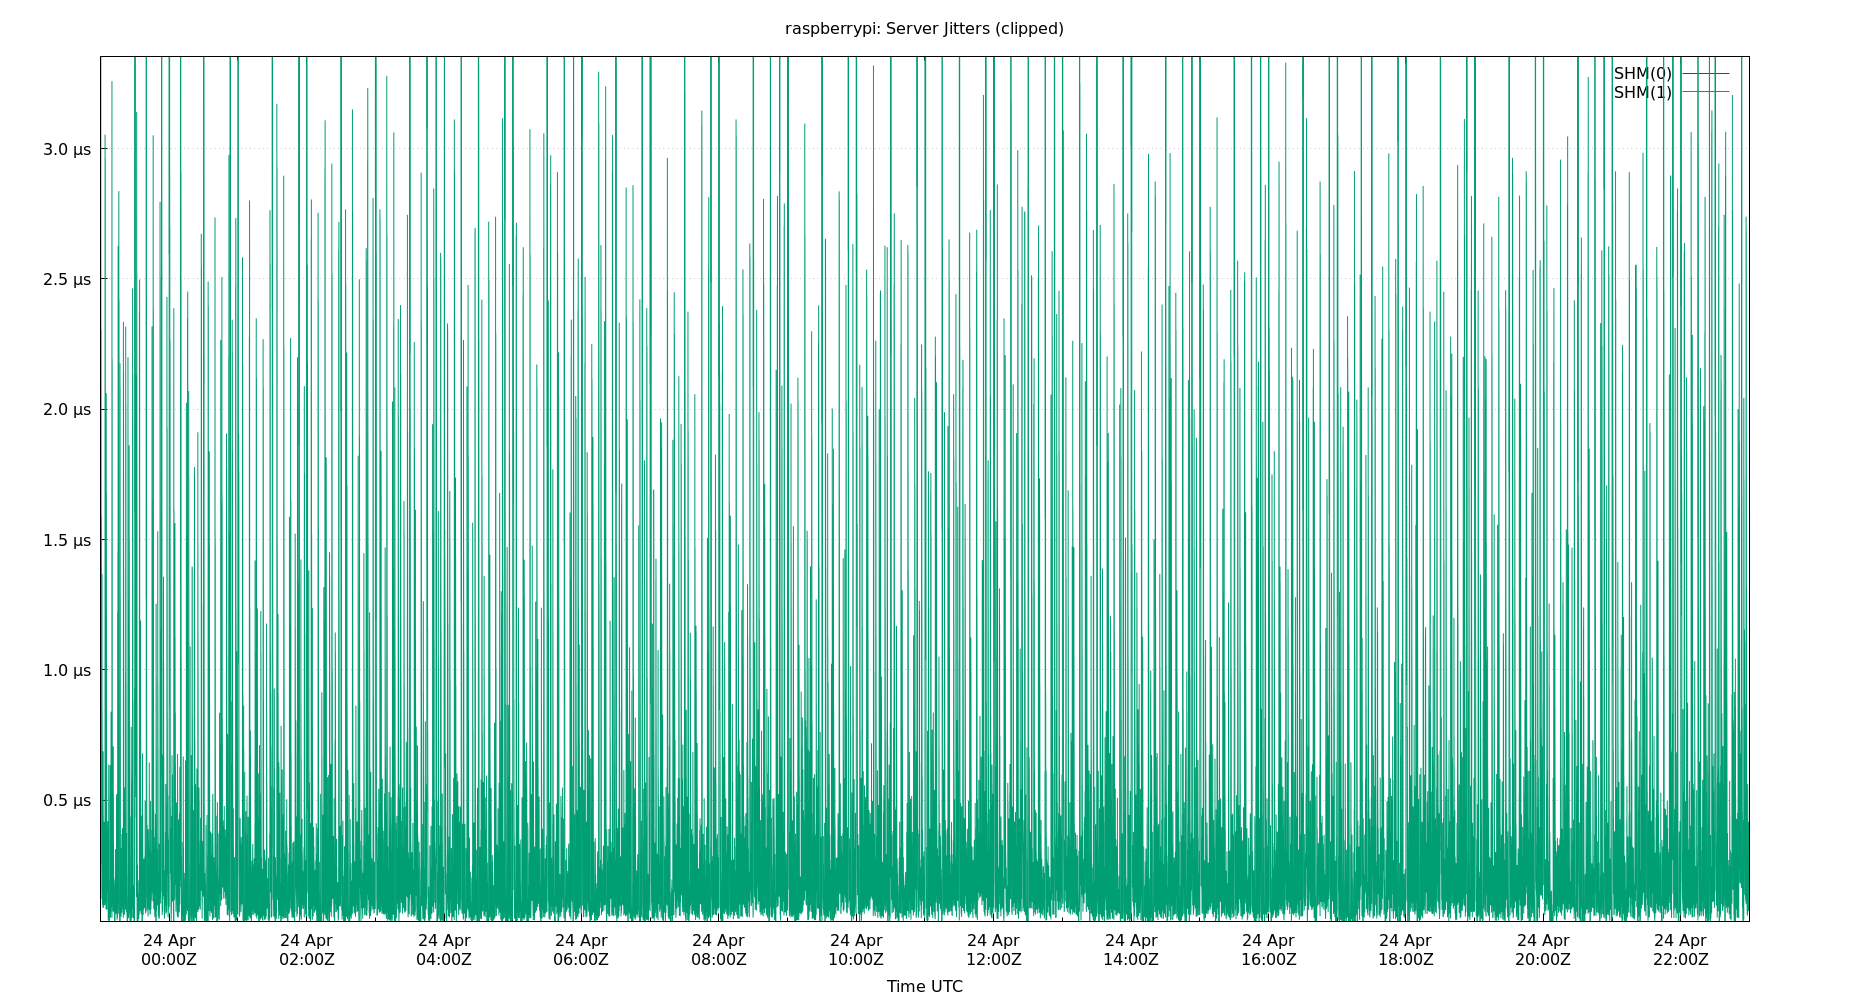 raspberrypi: Server Jitters (clipped)
SHM(0)
SHM(1)
3.0 µs
2.5 µs
2.0 µs
1.5 µs
1.0 µs
0.5 µs
24 Apr 24 Apr 24 Apr 24 Apr 24 Apr 24 Apr 24 Apr 24 Apr 24 Apr 24 Apr 24 Apr 24 Apr
00:00Z 02:00Z 04:00Z 06:00Z 08:00Z 10:00Z 12:00Z 14:00Z 16:00Z 18:00Z 20:00Z 22:00Z
Time UTC